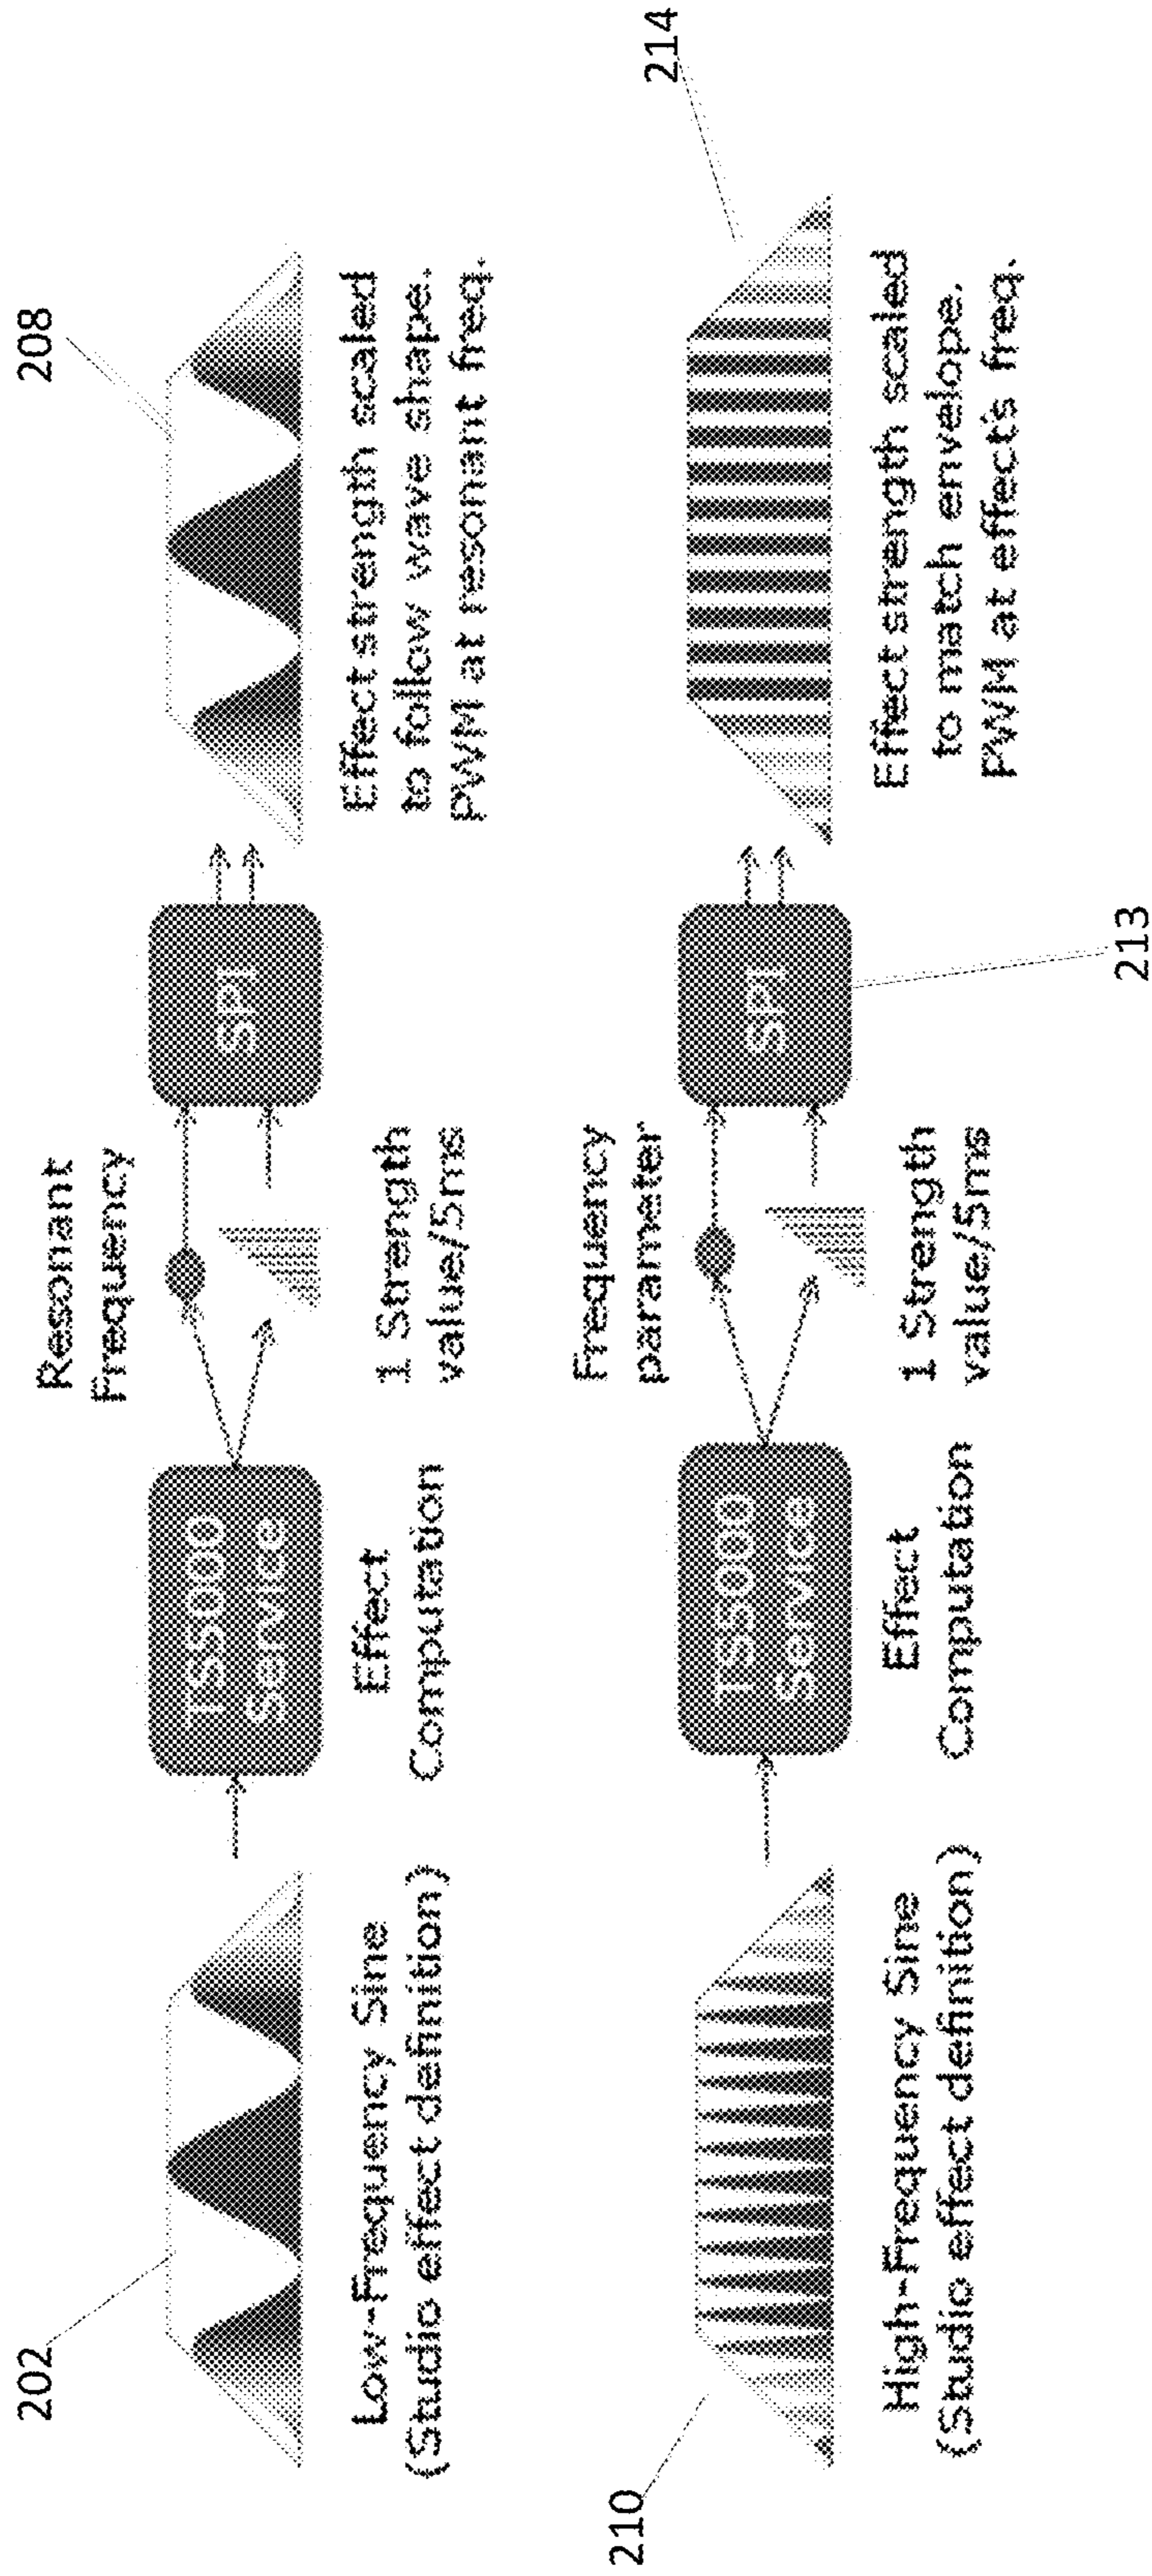 202
Low-Frequency Sine
(Studio effect definition)
TS5000
Service
Effect
Computation
Resonant
Frequency
1 Strength
value/5ms
SPI
208
Effect strength scaled
to follow wave shape.
PWM at resonant freq.
210
High-Frequency Sine
(Studio effect definition)
TS5000
Service
Effect
Computation
Frequency
parameter
1 Strength
value/5ms
SPI
213
214
Effect strength scaled
to match envelope.
PWM at effect's freq.